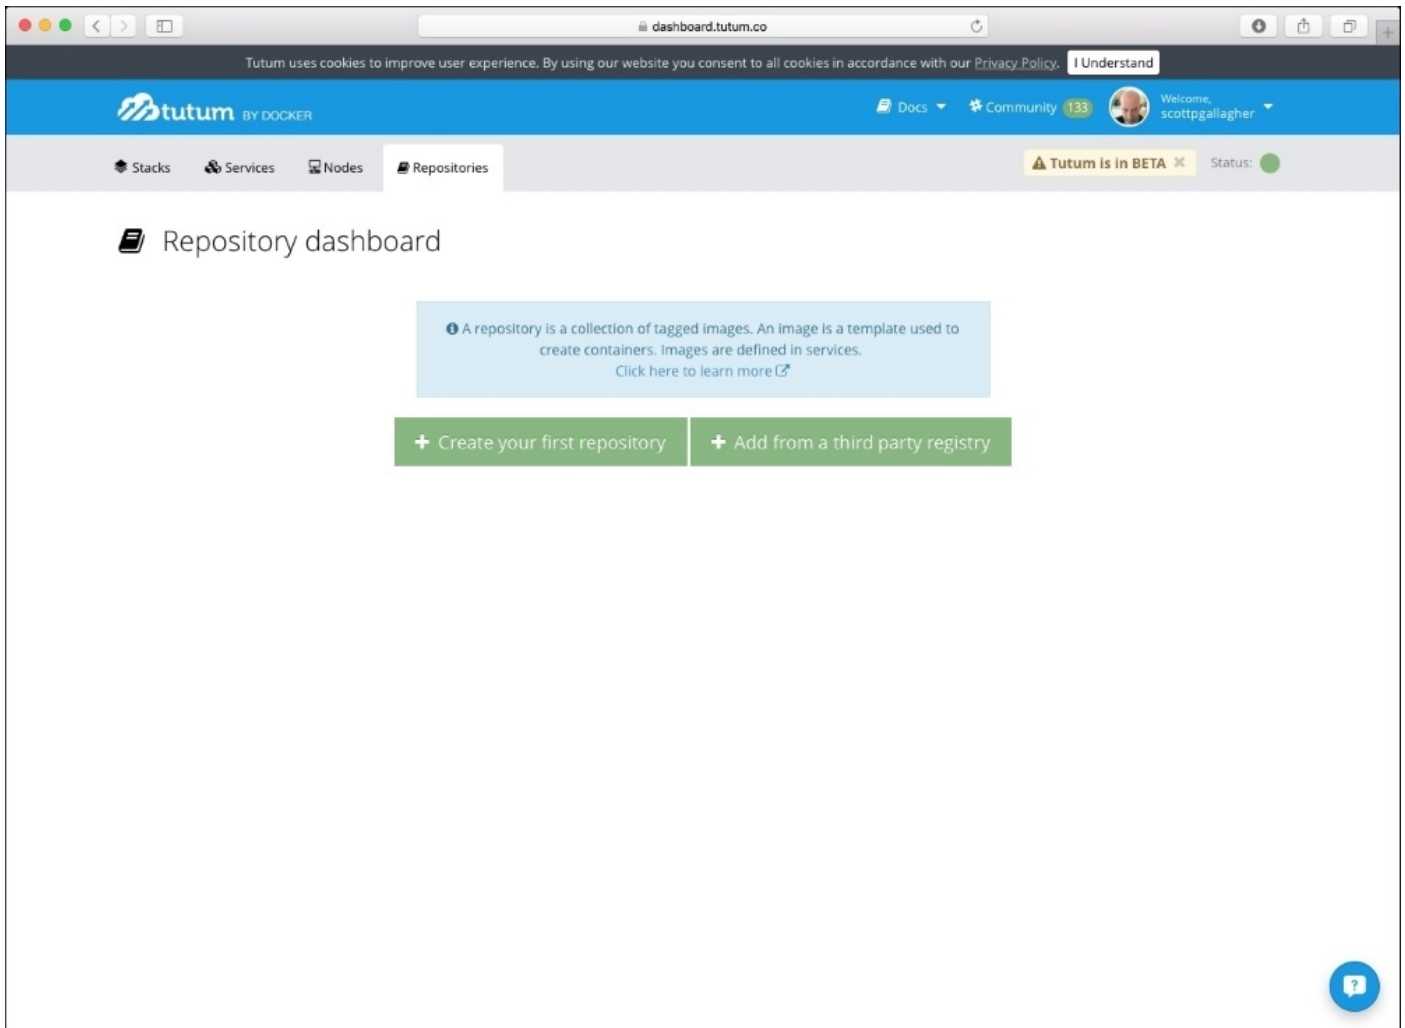 dashboard.tutum.co
Tutum uses cookies to improve user experience. By using our website you consent to all cookies in accordance with our Privacy Policy. I Understand
tutum BY DOCKER
Docs
Community 133
Welcome,
scottpgallagher
Stacks
Services
Nodes
Repositories
Tutum is in BETA
Status:
Repository dashboard
A repository is a collection of tagged images. An image is a template used to
create containers. Images are defined in services.
Click here to learn more
Create your first repository
Add from a third party registry